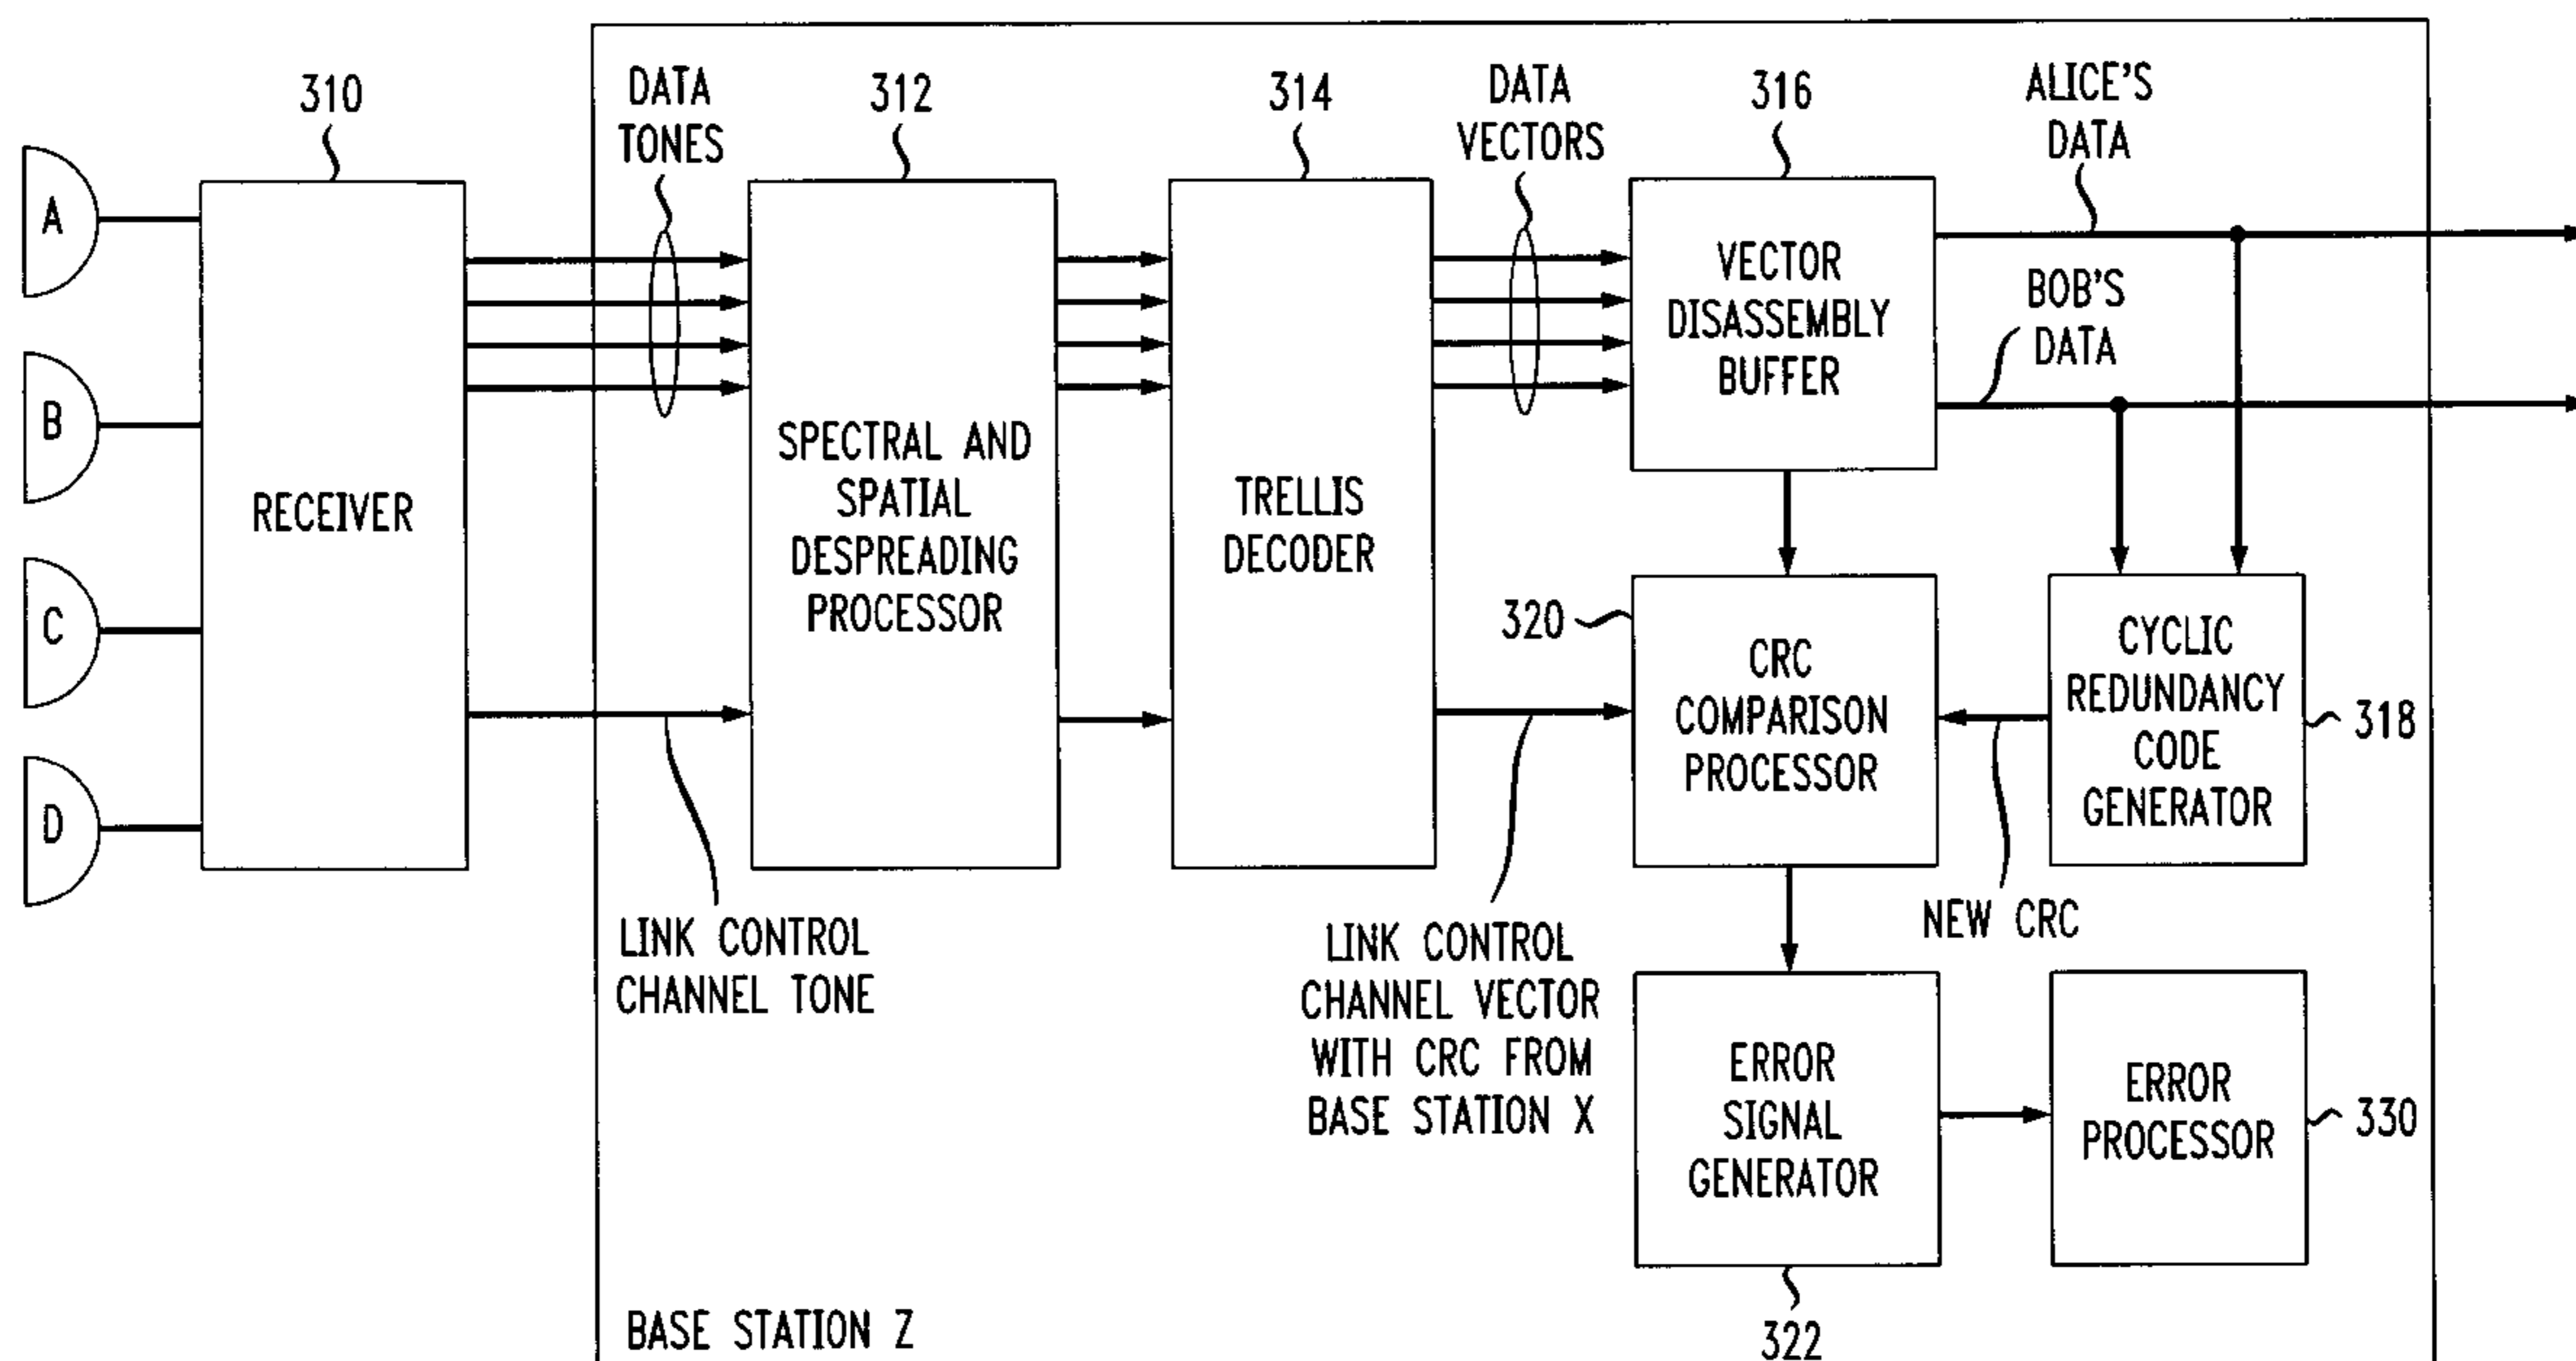 310
DATA
TONES
312
314
DATA
VECTORS
316
ALICE'S
DATA
A
B
C
D
RECEIVER
SPECTRAL AND
SPATIAL
DESPREADING
PROCESSOR
TRELLIS
DECODER
VECTOR
DISASSEMBLY
BUFFER
BOB'S
DATA
320
CRC
COMPARISON
PROCESSOR
CYCLIC
REDUNDANCY
CODE
GENERATOR
318
LINK CONTROL
CHANNEL TONE
LINK CONTROL
CHANNEL VECTOR
WITH CRC FROM
BASE STATION X
NEW CRC
ERROR
SIGNAL
GENERATOR
ERROR
PROCESSOR
330
BASE STATION Z
322